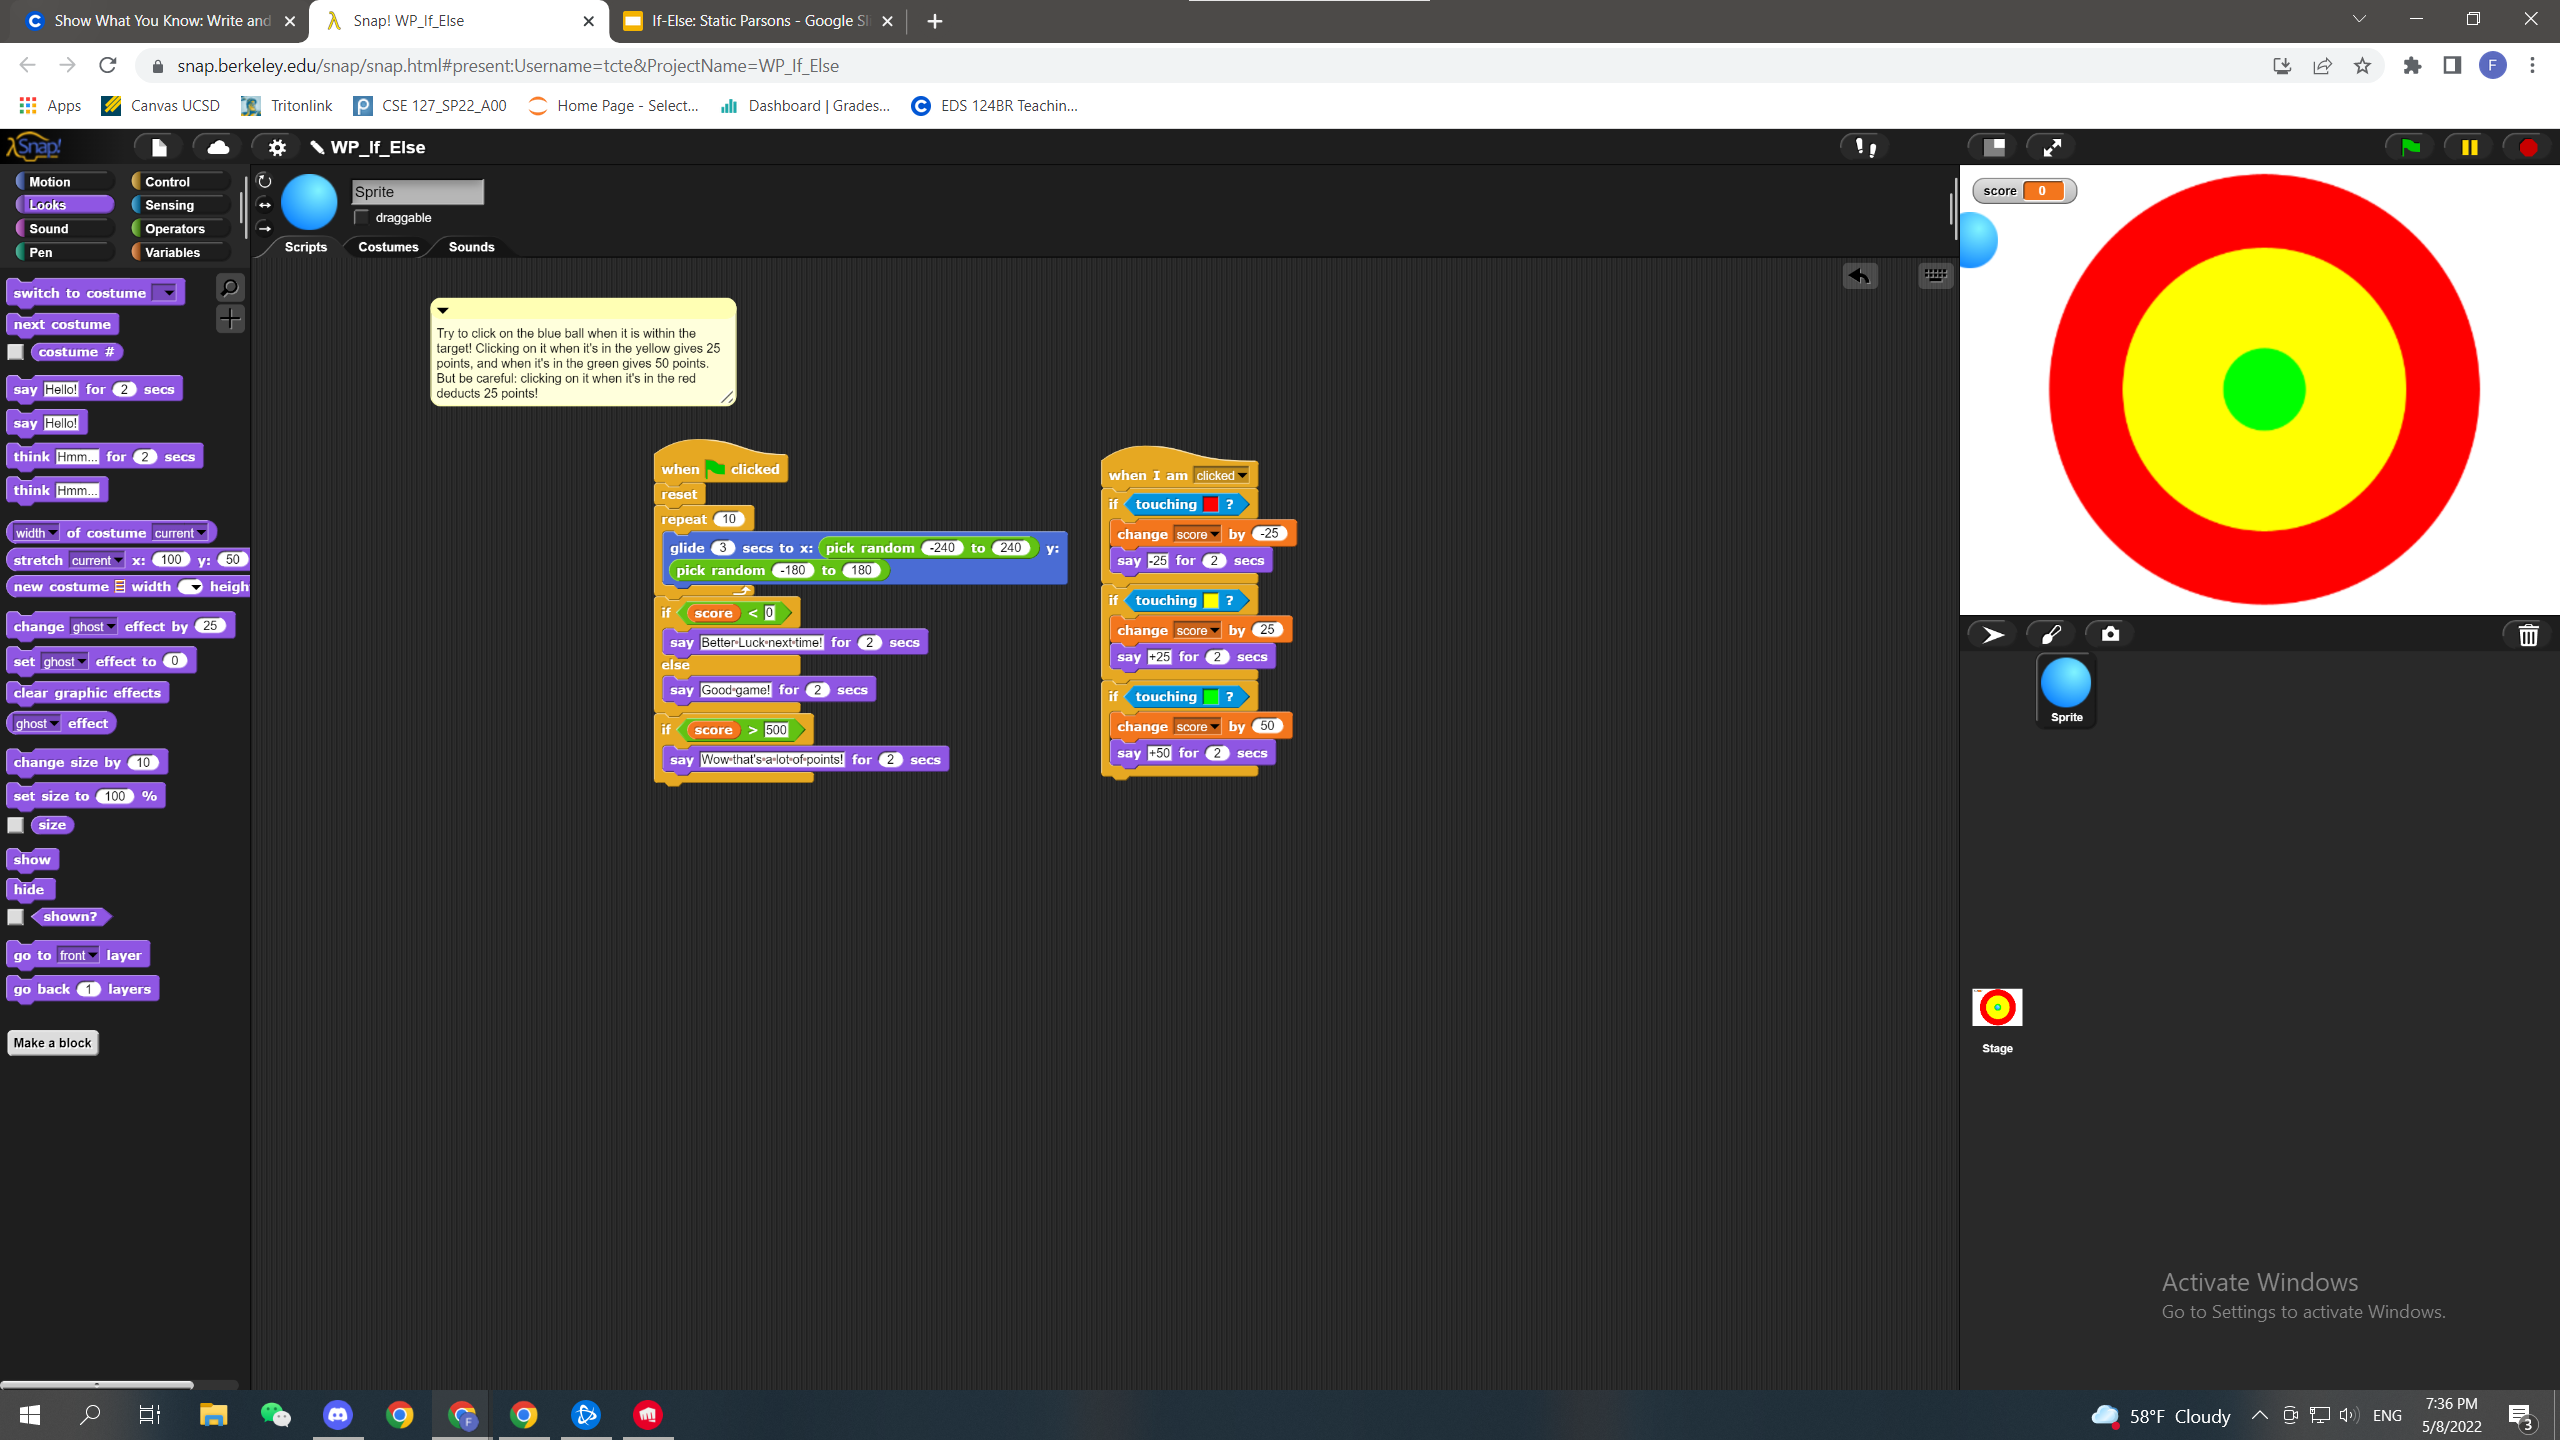 Show What You Know: Write and
Snap! WP_If_Else
If-Else: Static Parsons - Google Sl
snap.berkeley.edu/snap/snap.html#present:Username=tcte&ProjectName=WP_If_Else
F
Apps
Canvas UCSD
Tritonlink
CSE 127_SP22_A00
Home Page - Select...
Dashboard | Grades...
EDS 124BR Teachin...
Snap!
WP_If_Else
Motion
Control
Looks
Sensing
Sound
Operators
Pen
Variables
Sprite
draggable
Scripts
Costumes
Sounds
switch to costume
next costume
costume #
say Hello! for 2 secs
say Hello!
think Hmm... for 2 secs
think Hmm...
width of costume current
stretch current x: 100 y: 50
new costume width heigh
change ghost effect by 25
set ghost effect to 0
clear graphic effects
ghost effect
change size by 10
set size to 100 %
size
show
hide
shown?
go to front layer
go back 1 layers
Make a block
Try to click on the blue ball when it is within the
target! Clicking on it when it's in the yellow gives 25
points, and when it's in the green gives 50 points.
But be careful: clicking on it when it's in the red
deducts 25 points!
when clicked
reset
repeat 10
glide 3 secs to x: pick random -240 to 240 y:
pick random -180 to 180
if score < 0
say Better·Luck·next·time! for 2 secs
else
say Good·game! for 2 secs
if score > 500
say Wow·that's·a·lot·of·points! for 2 secs
when I am clicked
if touching ?
change score by -25
say -25 for 2 secs
if touching ?
change score by 25
say +25 for 2 secs
if touching ?
change score by 50
say +50 for 2 secs
score 0
Sprite
Stage
Activate Windows
Go to Settings to activate Windows.
58°F Cloudy
ENG
7:36 PM
5/8/2022
3